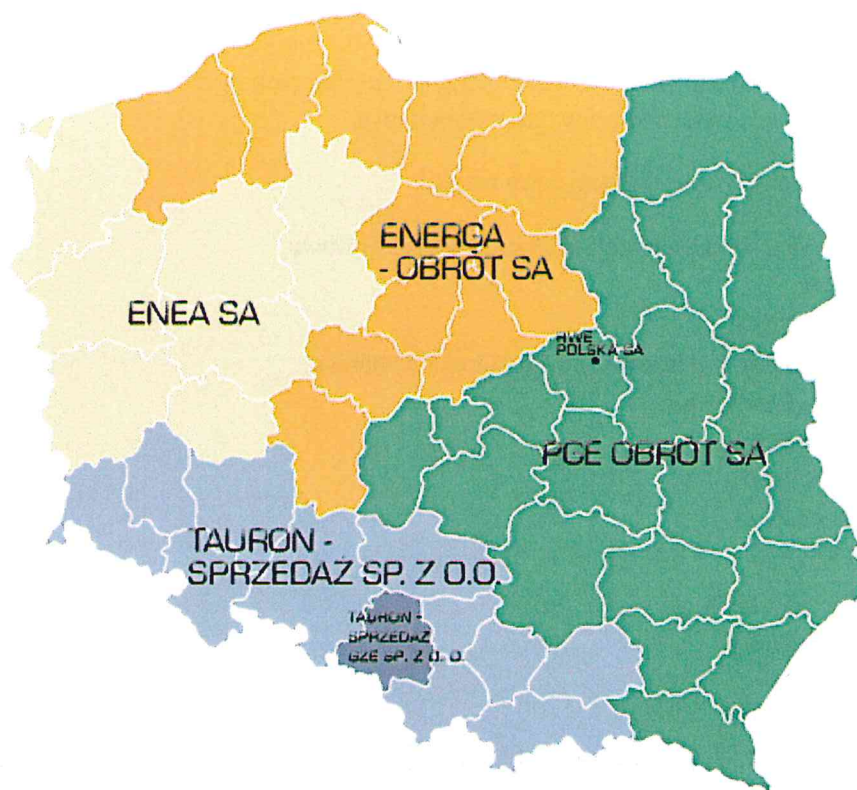 ENERGA
- OBRÓT SA
ENEA SA
RWE
POLSKA SA
PGE OBRÓT SA
TAURON -
SPRZEDAŻ SP. Z O.O.
TAURON -
SPRZEDAŻ
GZE SP. Z O. O.